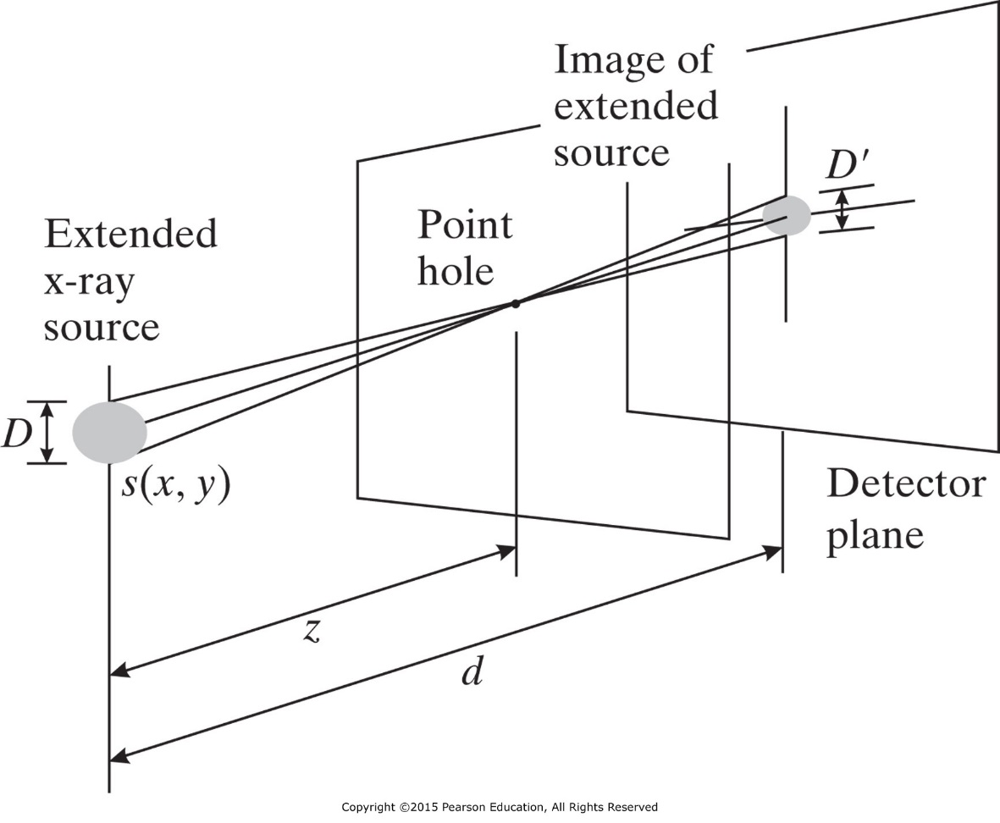 Image of
extended
source
D′
Point
hole
Extended
x-ray
source
D
s(x, y)
Detector
plane
z
d
Copyright ©2015 Pearson Education, All Rights Reserved